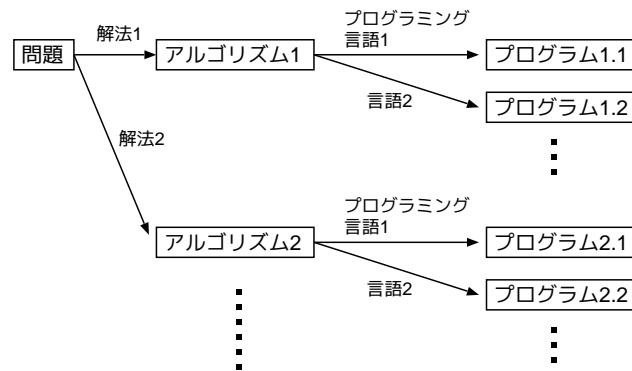 問題
解法1
アルゴリズム1
プログラミング
言語1
プログラム1.1
言語2
プログラム1.2
解法2
アルゴリズム2
プログラミング
言語1
プログラム2.1
言語2
プログラム2.2